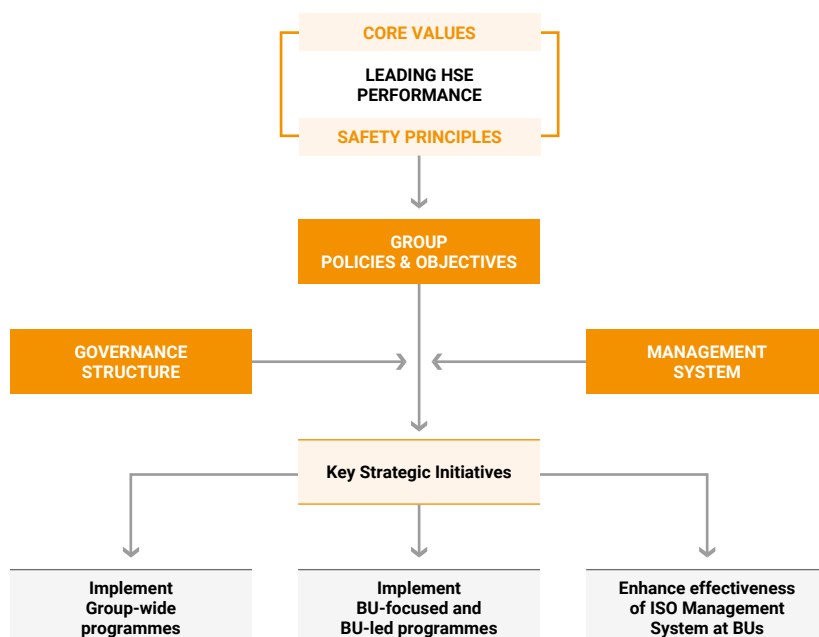 CORE VALUES
LEADING HSE
PERFORMANCE
SAFETY PRINCIPLES
GROUP
POLICIES & OBJECTIVES
GOVERNANCE
STRUCTURE
MANAGEMENT
SYSTEM
Key Strategic Initiatives
Implement
Group-wide
programmes
Implement
BU-focused and
BU-led programmes
Enhance effectiveness
of ISO Management
System at BUs